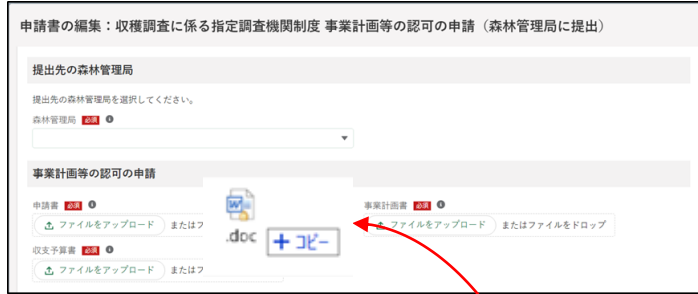 申請書の編集：収穫調査に係る指定調査機関制度 事業計画等の認可の申請（森林管理局に提出）
提出先の森林管理局
提出先の森林管理局を選択してください。
森林管理局 必須
事業計画等の認可の申請
申請書 必須
ファイルをアップロード または
.doc
+ コピー
事業計画書 必須
ファイルをアップロード またはファイルをドロップ
収支予算書 必須
ファイルをアップロード または